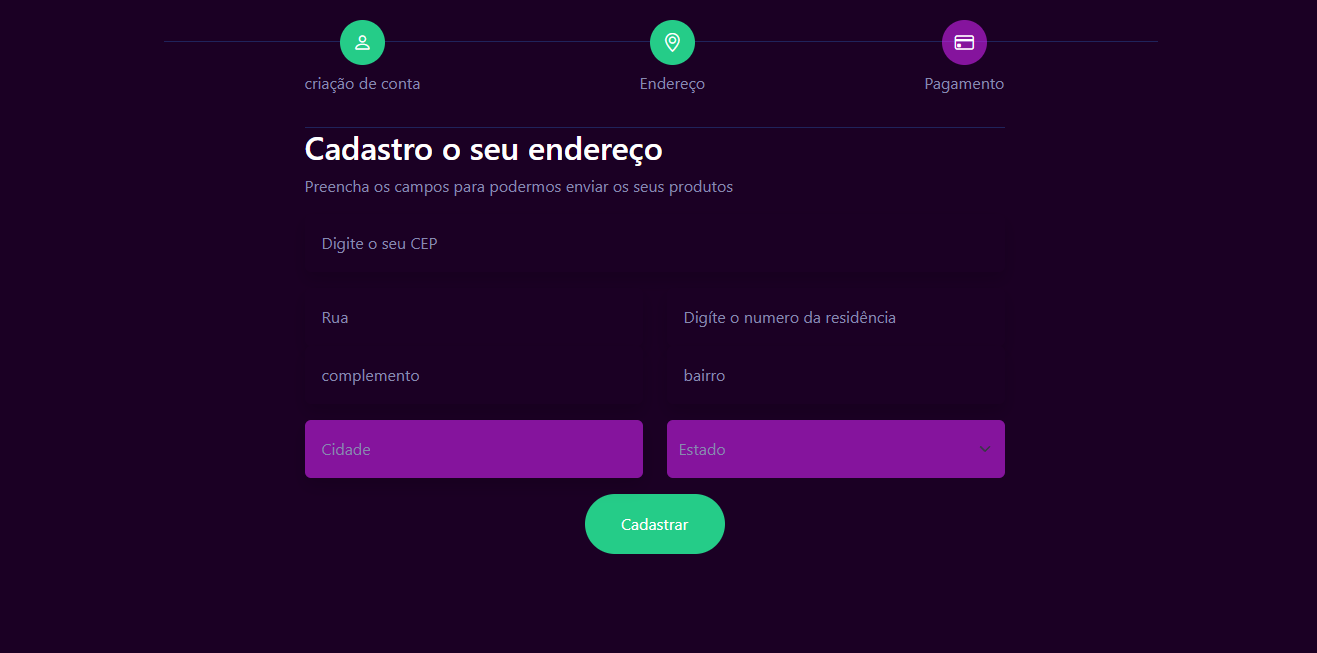 criação de conta Endereço Pagamento
Cadastro o seu endereço
Preencha os campos para podermos enviar os seus produtos
Digite o seu CEP
Rua Digíte o numero da residência
complemento bairro
Cidade Estado
Cadastrar